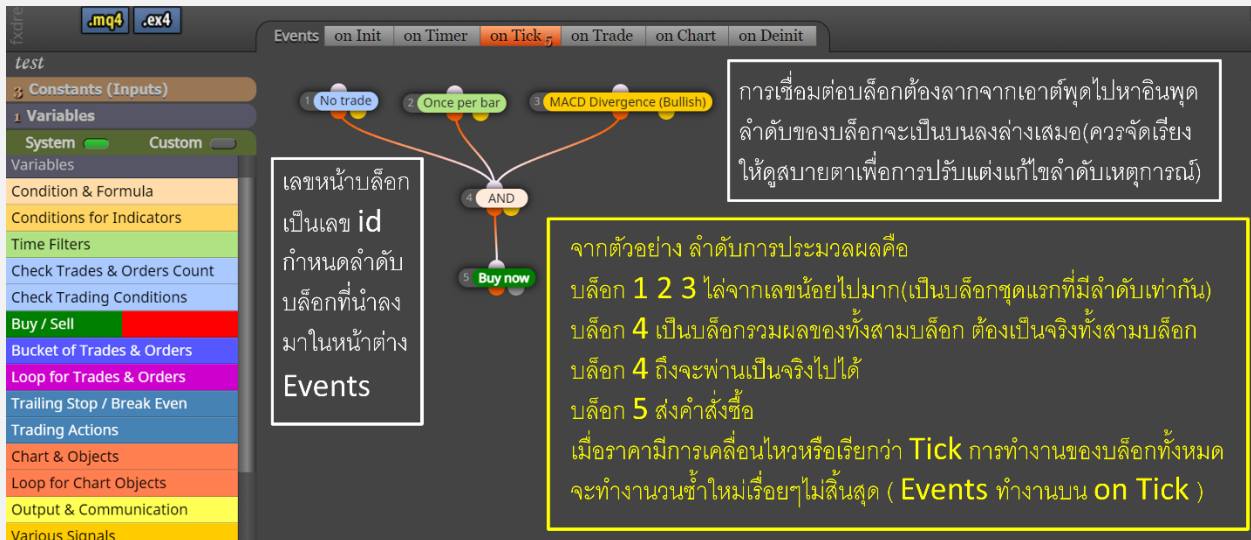 fxdre
.mq4 .ex4
Events on Init on Timer on Tick 5 on Trade on Chart on Deinit
test
3 Constants (Inputs)
1 Variables
System Custom
Variables
Condition & Formula
Conditions for Indicators
Time Filters
Check Trades & Orders Count
Check Trading Conditions
Buy / Sell
Bucket of Trades & Orders
Loop for Trades & Orders
Trailing Stop / Break Even
Trading Actions
Chart & Objects
Loop for Chart Objects
Output & Communication
Various Signals
1 No trade
2 Once per bar
3 MACD Divergence (Bullish)
4 AND
5 Buy now
การเชื่อมต่อบล็อกต้องลากจากเอาต์พุตไปหาอินพุต
ลำดับของบล็อกจะเป็นบนลงล่างเสมอ(ควรจัดเรียง
ให้ดูสบายตาเพื่อการปรับแต่งแก้ไขลำดับเหตุการณ์)
เลขหน้าบล็อก
เป็นเลข id
กำหนดลำดับ
บล็อกที่นำลง
มาในหน้าต่าง
Events
จากตัวอย่าง ลำดับการประมวลผลคือ
บล็อก 1 2 3 ไล่จากเลขน้อยไปมาก(เป็นบล็อกชุดแรกที่มีลำดับเท่ากัน)
บล็อก 4 เป็นบล็อกรวมผลของทั้งสามบล็อก ต้องเป็นจริงทั้งสามบล็อก
บล็อก 4 ถึงจะพ่านเป็นจริงไปได้
บล็อก 5 ส่งคำสั่งซื้อ
เมื่อราคามีการเคลื่อนไหวหรือเรียกว่า Tick การทำงานของบล็อกทั้งหมด
จะทำงานวนซ้ำใหม่เรื่อยๆไม่สิ้นสุด ( Events ทำงานบน on Tick )